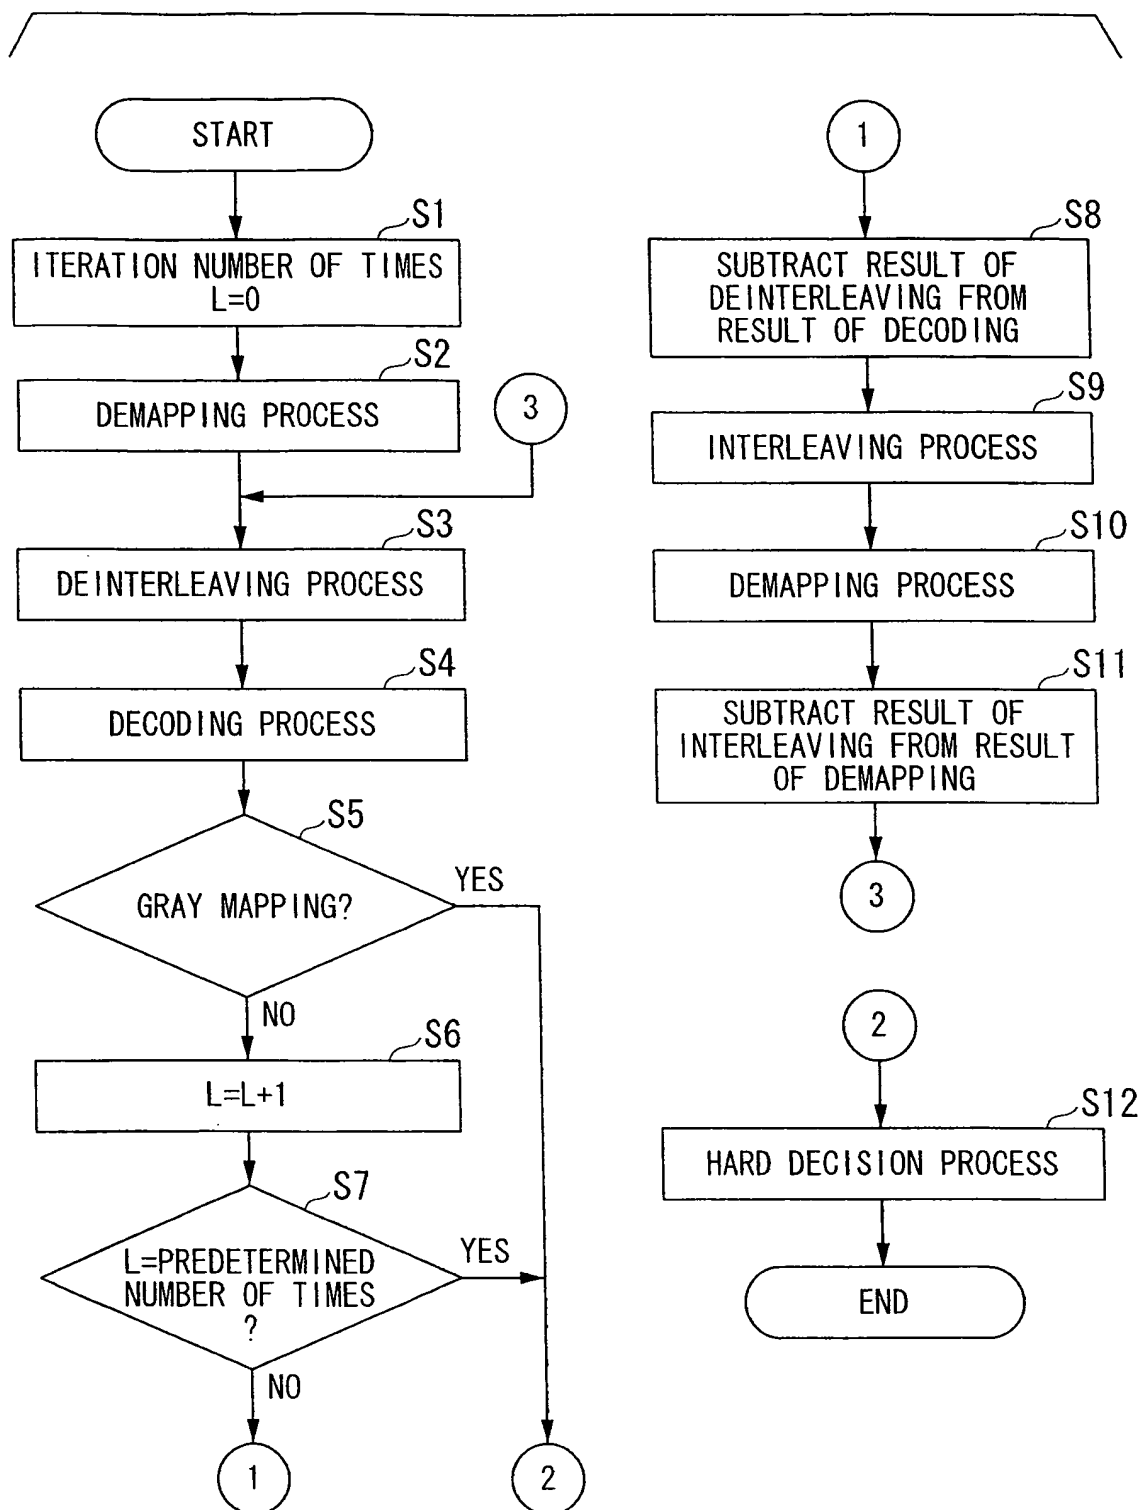 START
S1
ITERATION NUMBER OF TIMES
L=0
S2
DEMAPPING PROCESS
3
S3
DEINTERLEAVING PROCESS
S4
DECODING PROCESS
S5
GRAY MAPPING?
YES
NO
S6
L=L+1
S7
L=PREDETERMINED
NUMBER OF TIMES
?
YES
NO
1
2
1
S8
SUBTRACT RESULT OF
DEINTERLEAVING FROM
RESULT OF DECODING
S9
INTERLEAVING PROCESS
S10
DEMAPPING PROCESS
S11
SUBTRACT RESULT OF
INTERLEAVING FROM RESULT
OF DEMAPPING
3
2
S12
HARD DECISION PROCESS
END